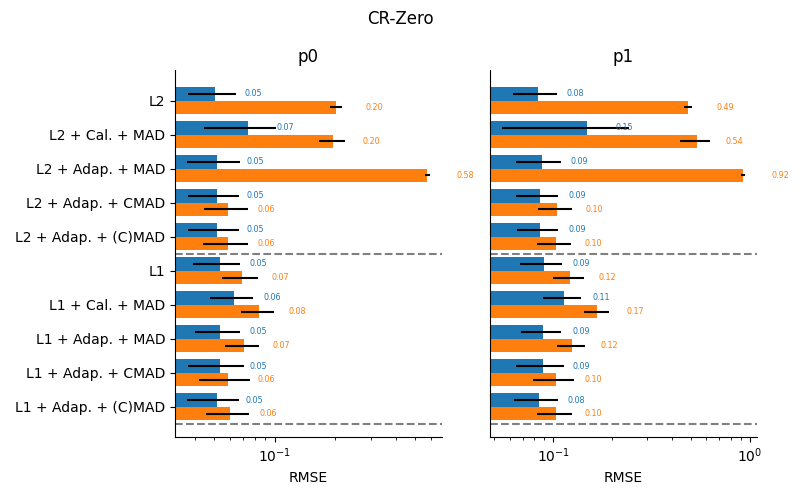 CR-Zero
p0
p1
L2
0.05
0.20
0.08
0.49
L2 + Cal. + MAD
0.07
0.20
0.15
0.54
L2 + Adap. + MAD
0.05
0.58
0.09
0.92
L2 + Adap. + CMAD
0.05
0.06
0.09
0.10
L2 + Adap. + (C)MAD
0.05
0.06
0.09
0.10
L1
0.05
0.07
0.09
0.12
L1 + Cal. + MAD
0.06
0.08
0.11
0.17
L1 + Adap. + MAD
0.05
0.07
0.09
0.12
L1 + Adap. + CMAD
0.05
0.06
0.09
0.10
L1 + Adap. + (C)MAD
0.05
0.06
0.08
0.10
10⁻¹
10⁻¹
10⁰
RMSE
RMSE